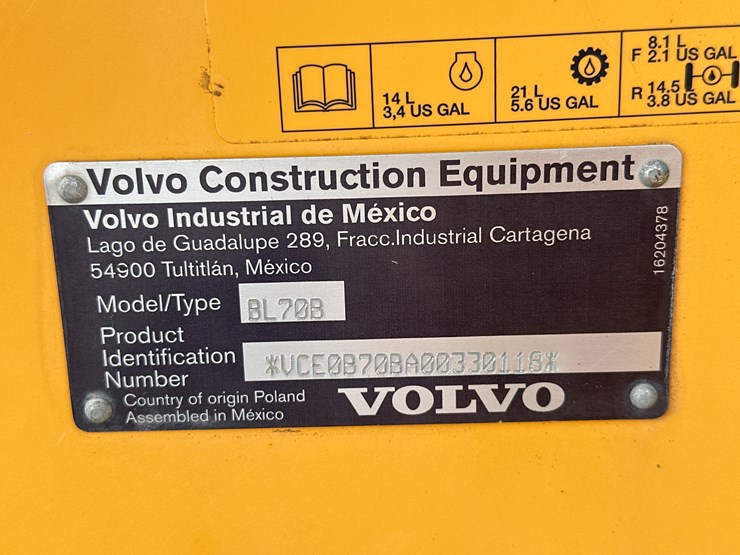 14 L
3,4 US GAL
21 L
5.6 US GAL
F 8.1 L
2.1 US GAL
R 14.5 L
3.8 US GAL
Volvo Construction Equipment
Volvo Industrial de México
Lago de Guadalupe 289, Fracc.Industrial Cartagena
54900 Tultitlán, México
16204378
Model/Type BL70B
Product
Identification *VCE0B70BA00330118*
Number
Country of origin Poland
Assembled in México
VOLVO